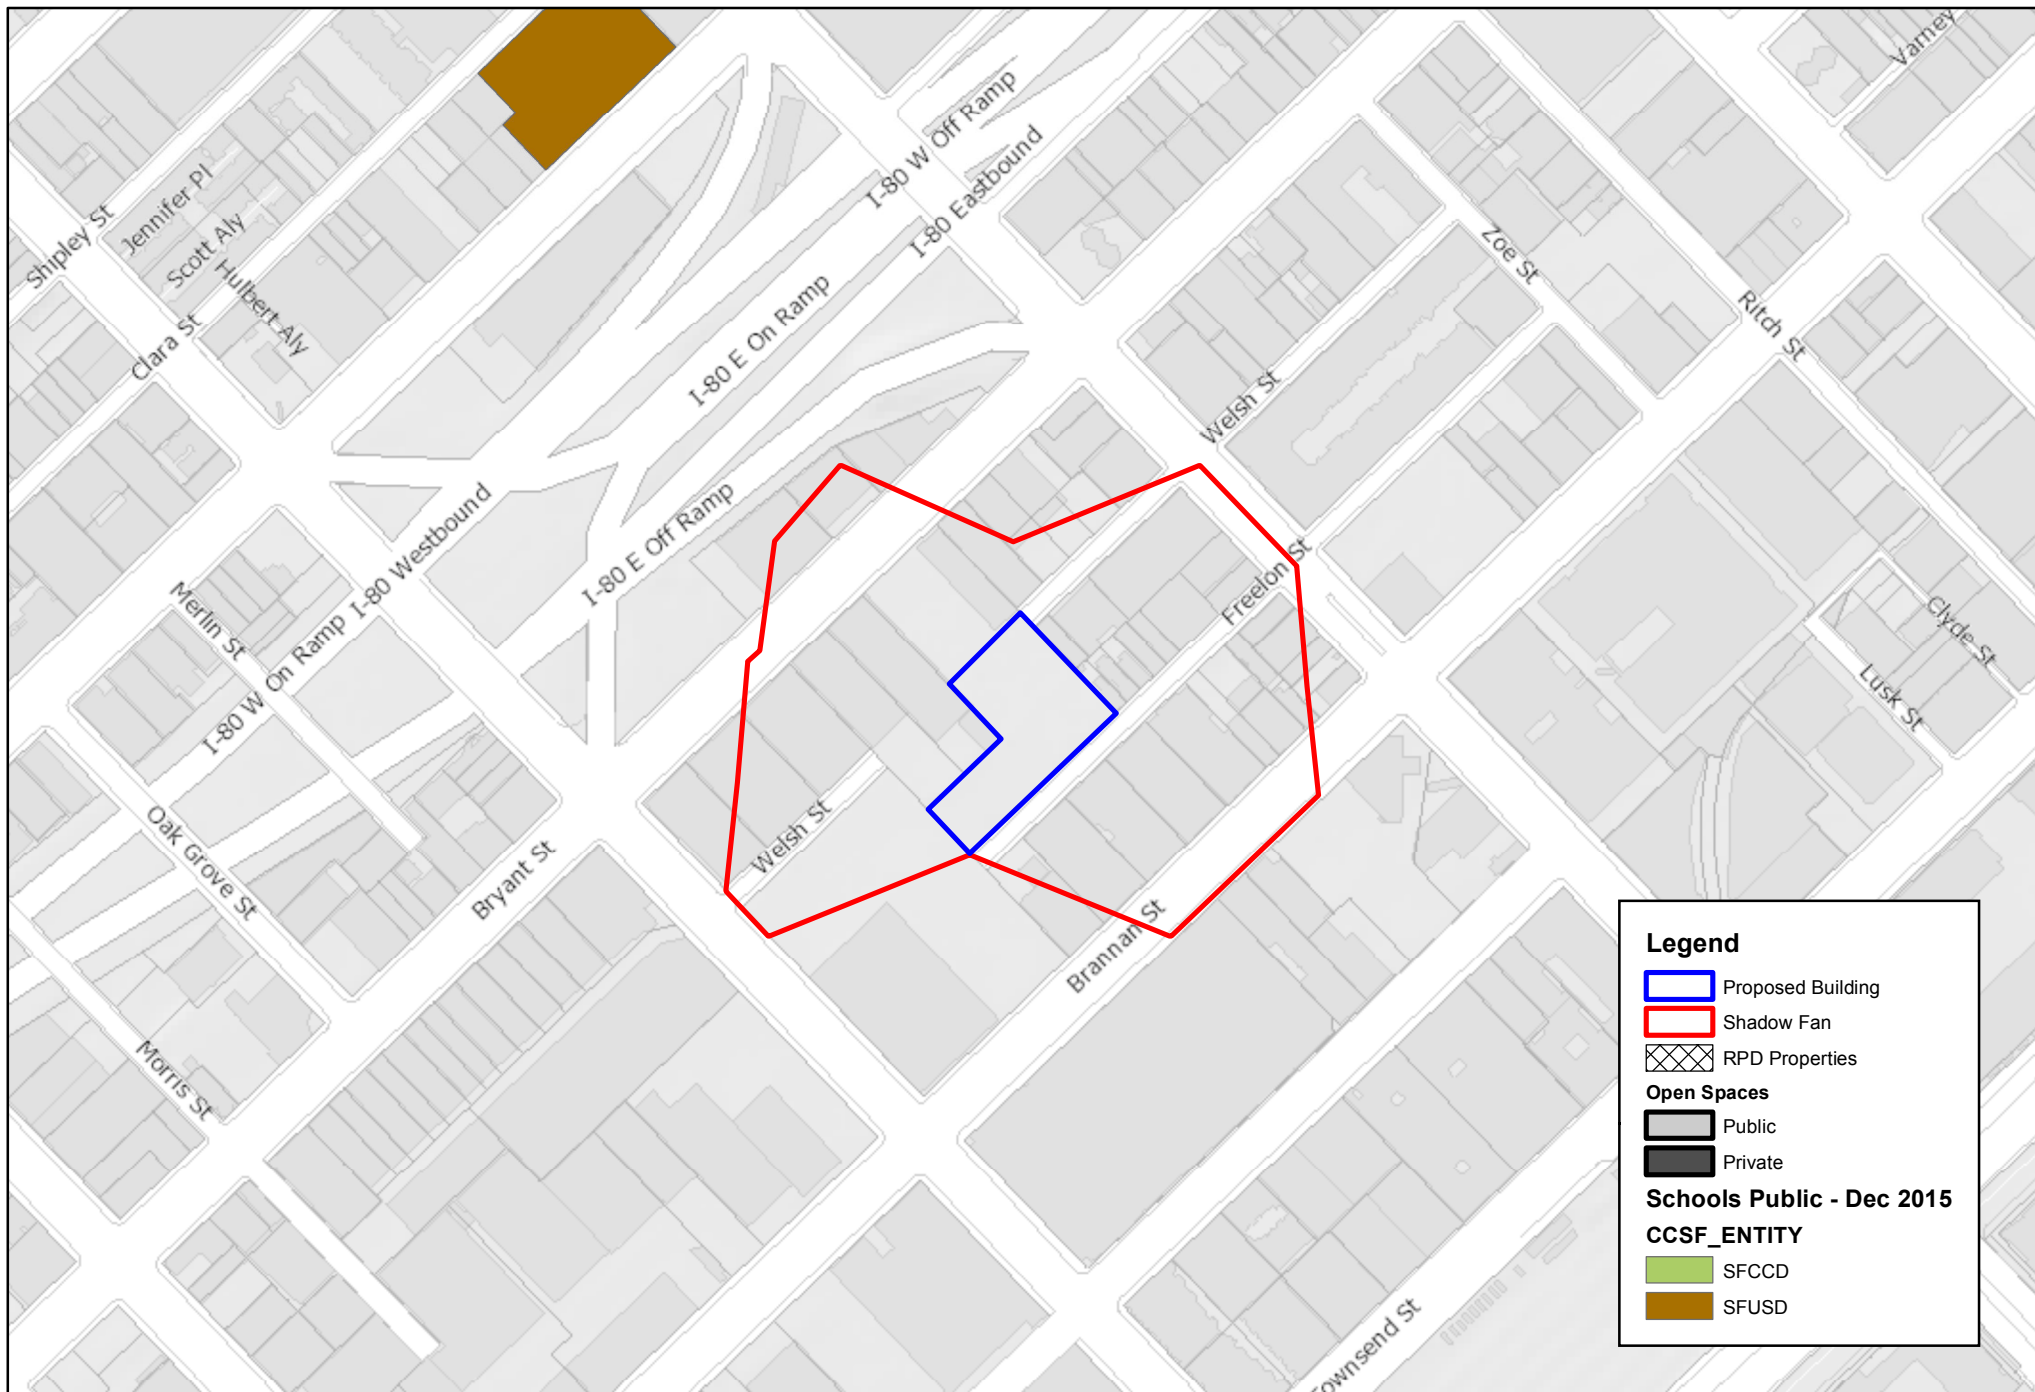 Varney
I-80 W Off Ramp
I-80 Eastbound
Jennifer Pl
Shipley St
Scott Aly
Hulbert Aly
Zoe St
Clara St
I-80 E On Ramp
Ritch St
Welsh St
I-80 Westbound
I-80 E Off Ramp
Freelon St
Merlin St
Clyde St
I-80 W On Ramp
Lusk St
Welsh St
Oak Grove St
Bryant St
Brannan St
Morris St
Townsend St
Legend
Proposed Building
Shadow Fan
RPD Properties
Open Spaces
Public
Private
Schools Public - Dec 2015
CCSF_ENTITY
SFCCD
SFUSD